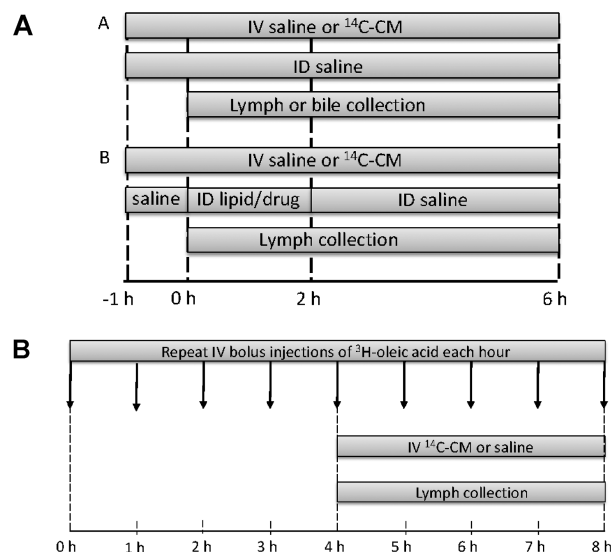 A
A
IV saline or ¹⁴C-CM
ID saline
Lymph or bile collection
B
IV saline or ¹⁴C-CM
saline ID lipid/drug ID saline
Lymph collection
-1 h 0 h 2 h 6 h
B
Repeat IV bolus injections of ³H-oleic acid each hour
IV ¹⁴C-CM or saline
Lymph collection
0 h 1 h 2 h 3 h 4 h 5 h 6 h 7 h 8 h